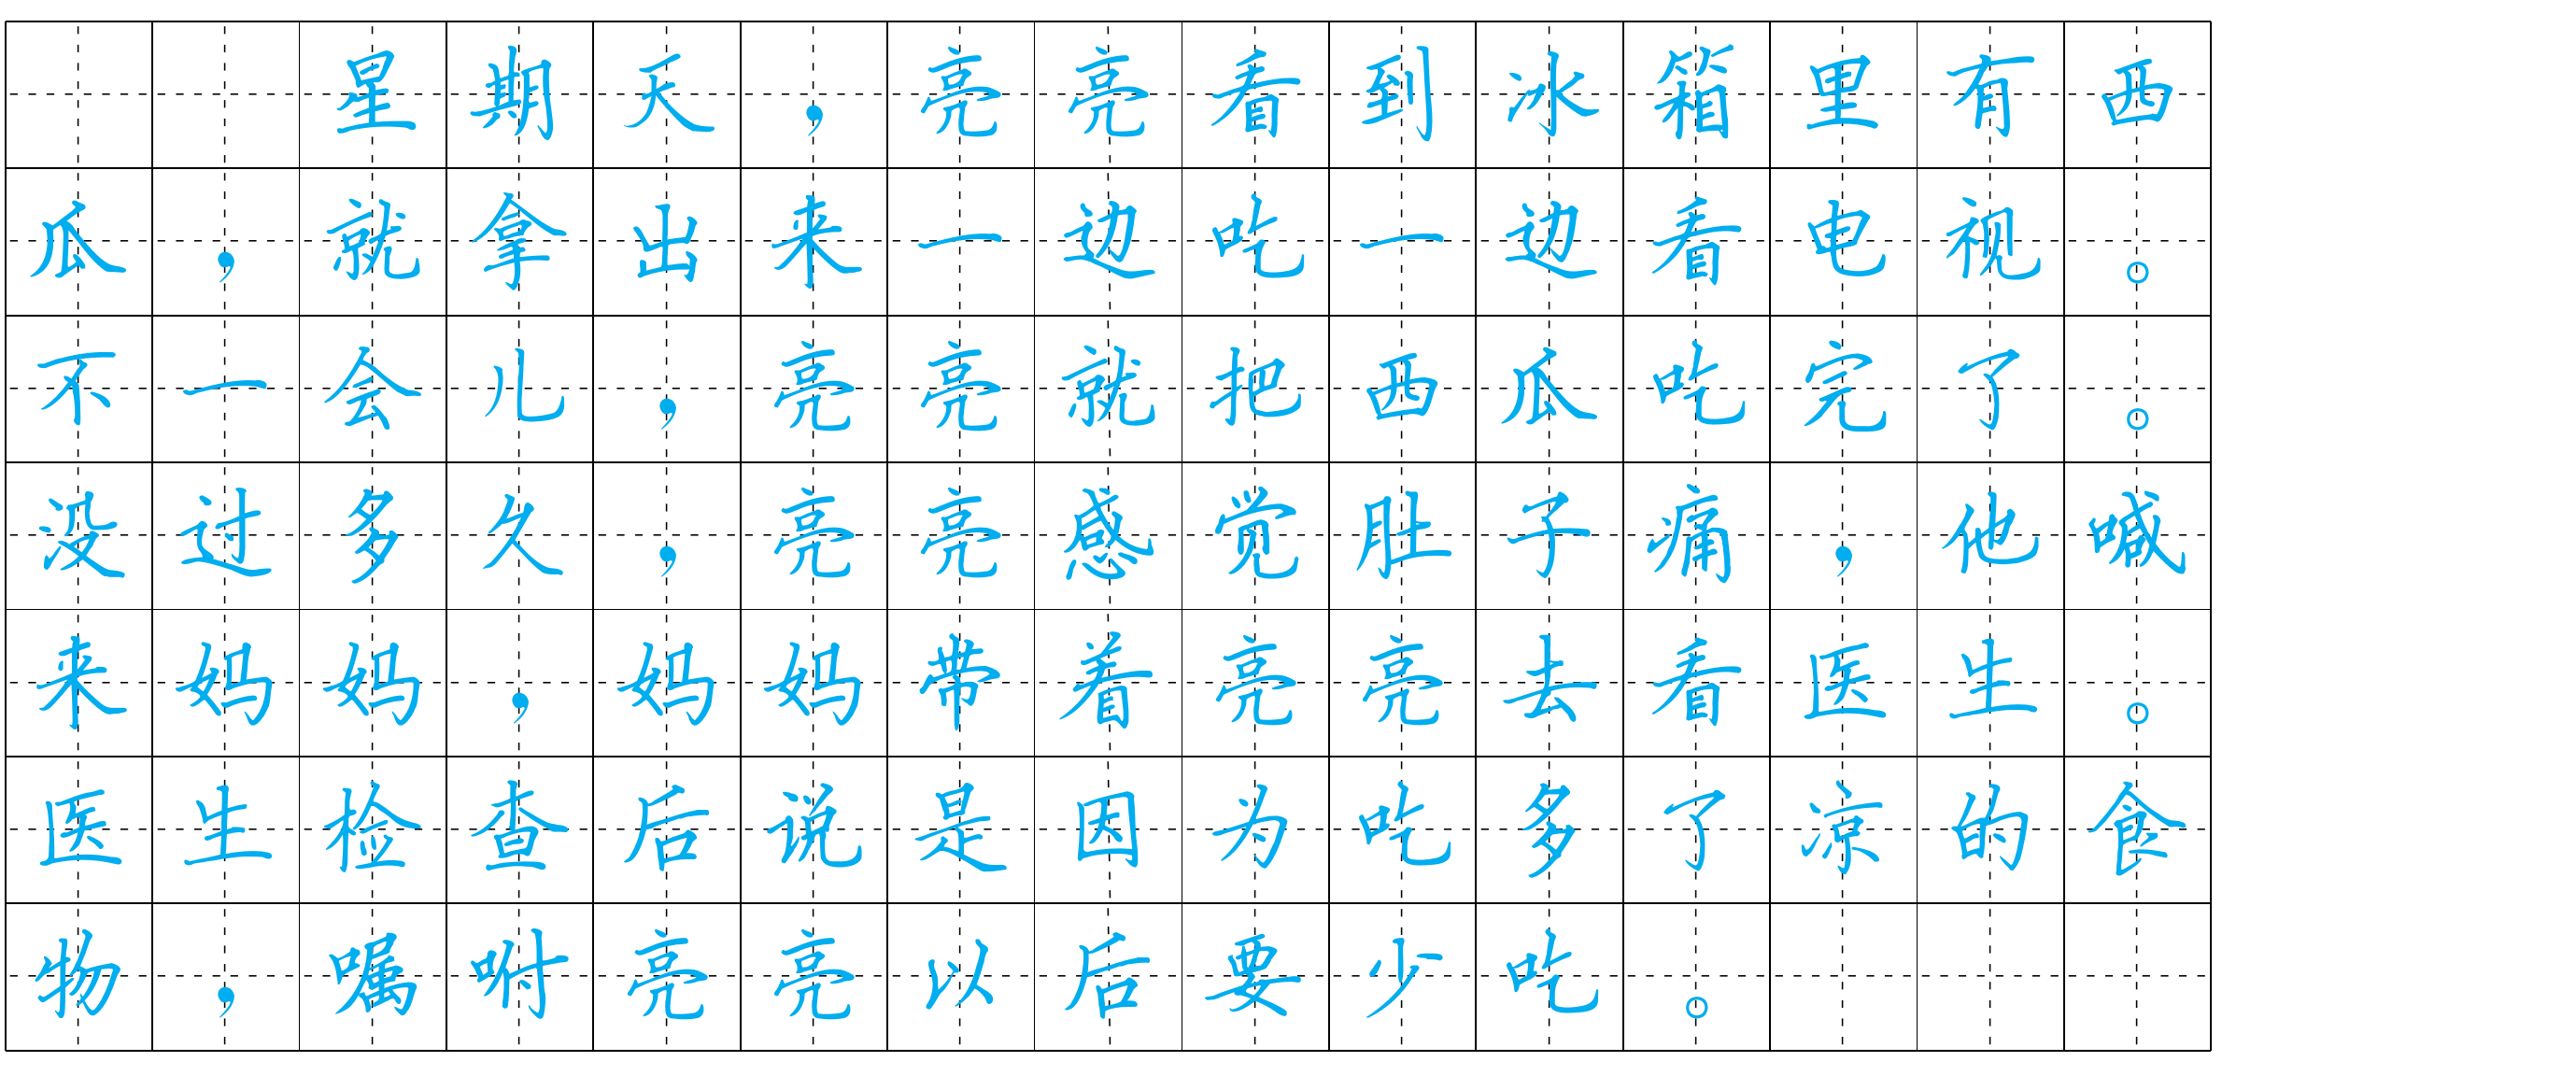 星期天，亮亮看到冰箱里有西
瓜，就拿出来一边吃一边看电视。
不一会儿，亮亮就把西瓜吃完了。
没过多久，亮亮感觉肚子痛，他喊
来妈妈，妈妈带着亮亮去看医生。
医生检查后说是因为吃多了凉的食
物，嘱咐亮亮以后要少吃。